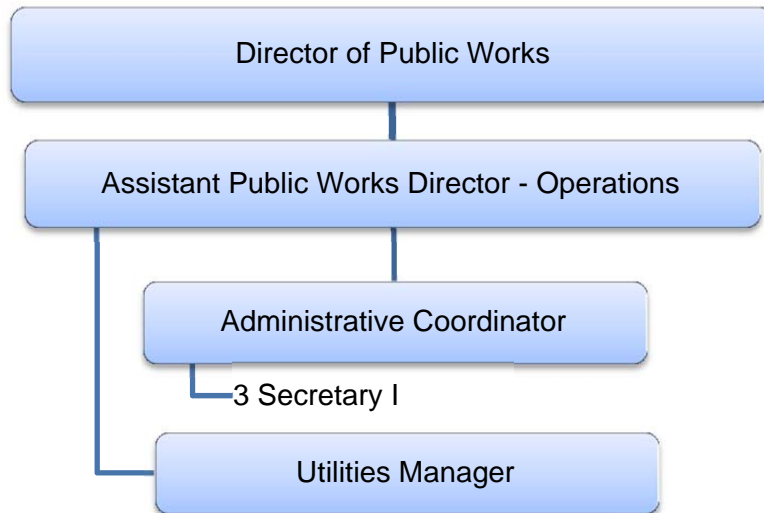 Director of Public Works
Assistant Public Works Director - Operations
Administrative Coordinator
3 Secretary I
Utilities Manager